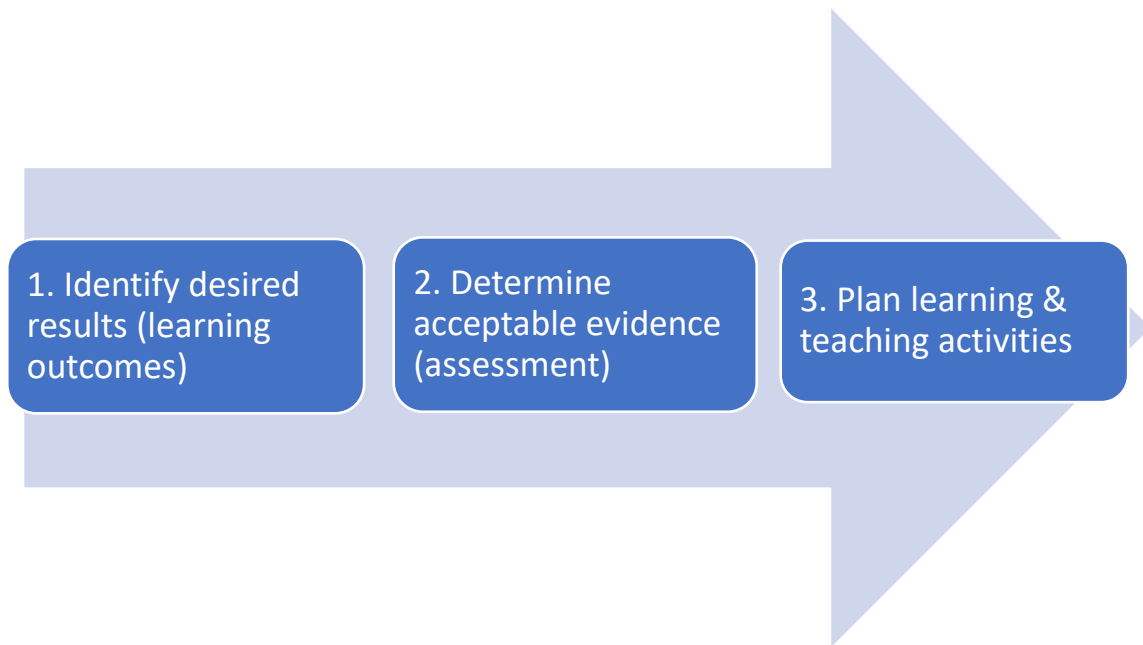 1. Identify desired
results (learning
outcomes)
2. Determine
acceptable evidence
(assessment)
3. Plan learning &
teaching activities